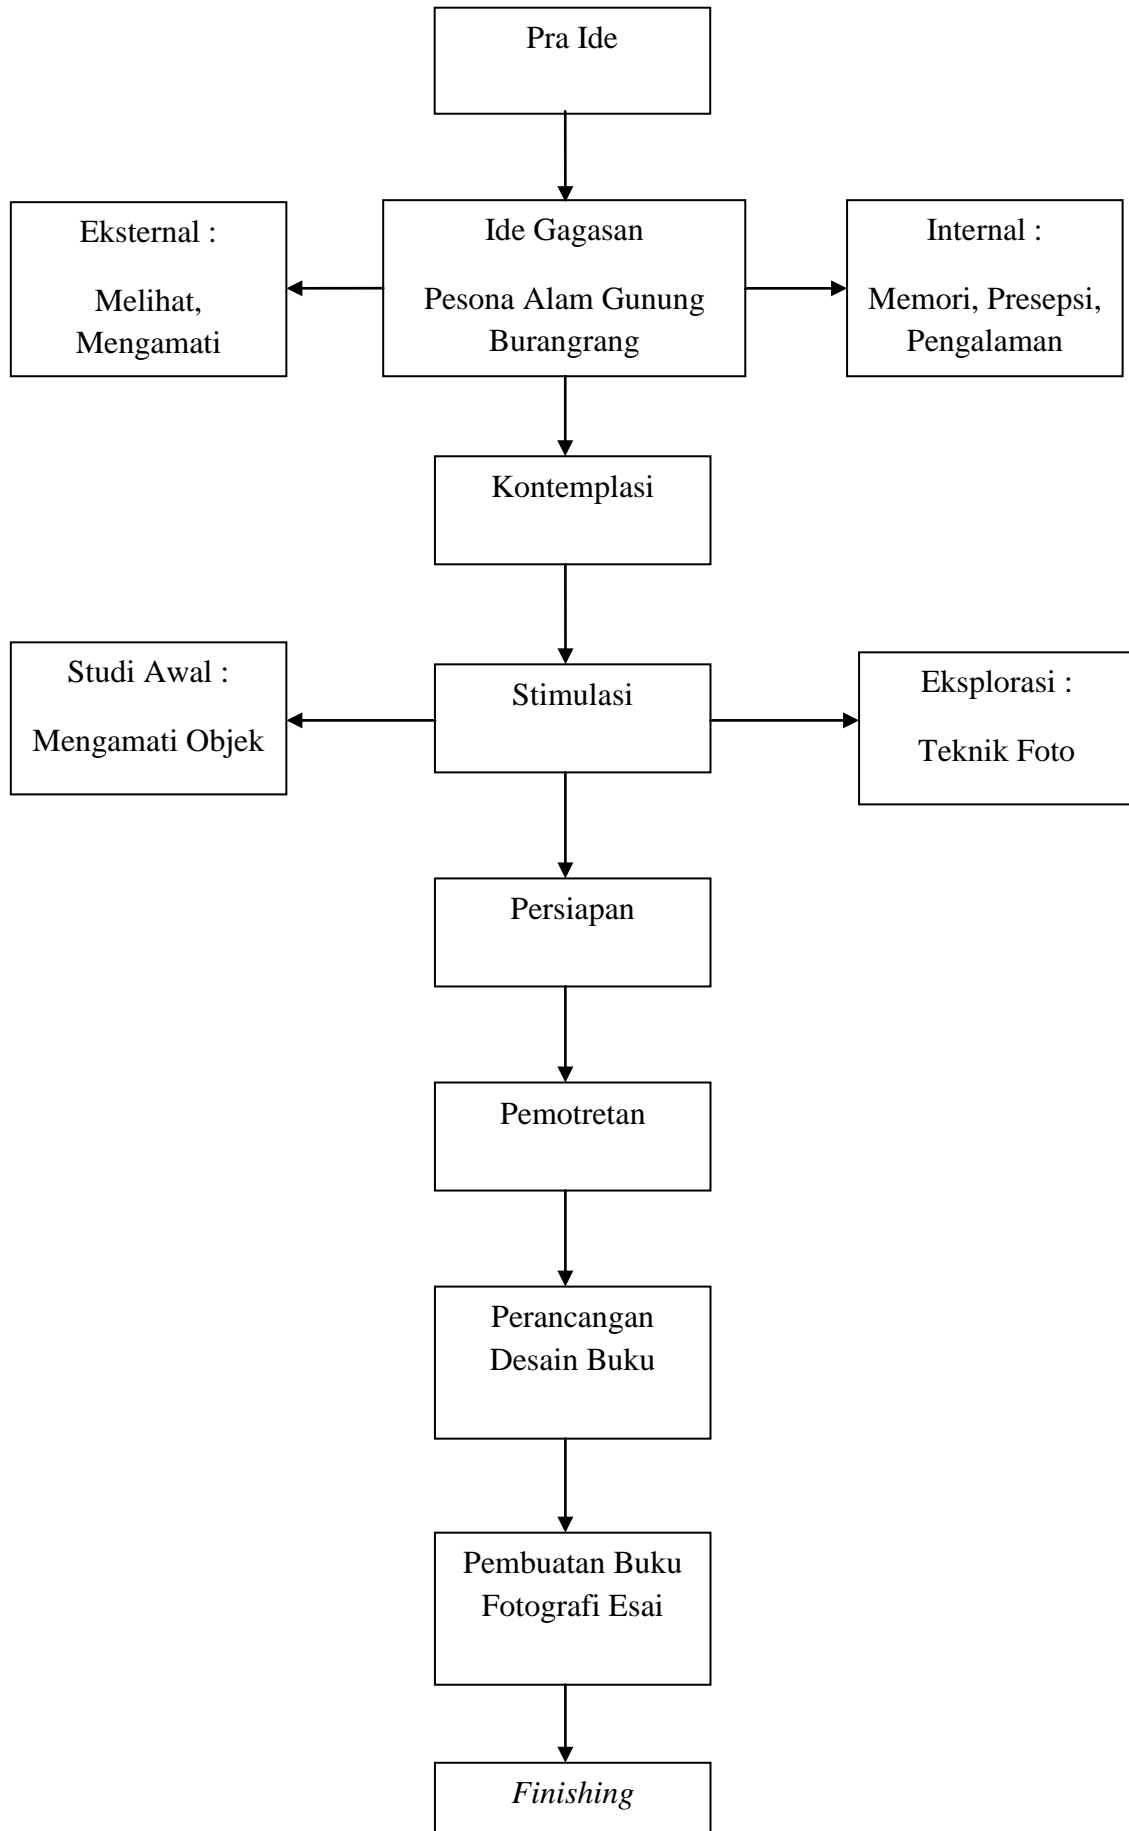 Pra Ide
Eksternal :
Melihat,
Mengamati
Ide Gagasan
Pesona Alam Gunung
Burangrang
Internal :
Memori, Presepsi,
Pengalaman
Kontemplasi
Studi Awal :
Mengamati Objek
Stimulasi
Eksplorasi :
Teknik Foto
Persiapan
Pemotretan
Perancangan
Desain Buku
Pembuatan Buku
Fotografi Esai
Finishing